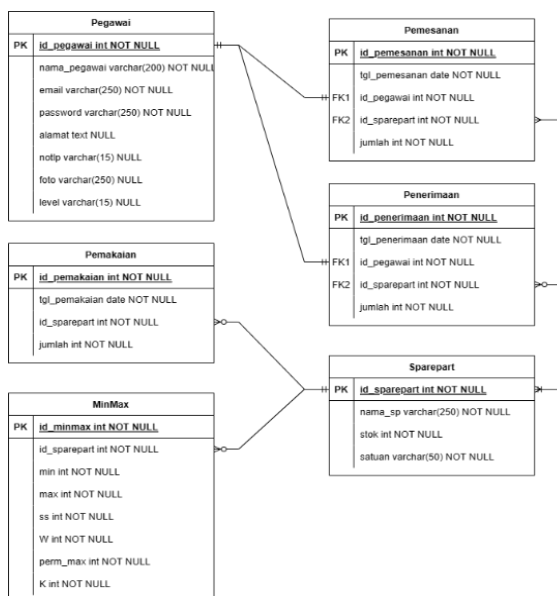 Pegawai
PK id_pegawai int NOT NULL
nama_pegawai varchar(200) NOT NULL
email varchar(250) NOT NULL
password varchar(250) NOT NULL
alamat text NULL
notlp varchar(15) NULL
foto varchar(250) NULL
level varchar(15) NULL
Pemakaian
PK id_pemakaian int NOT NULL
tgl_pemakaian date NOT NULL
id_sparepart int NOT NULL
jumlah int NOT NULL
MinMax
PK id_minmax int NOT NULL
id_sparepart int NOT NULL
min int NOT NULL
max int NOT NULL
ss int NOT NULL
W int NOT NULL
perm_max int NOT NULL
K int NOT NULL
Pemesanan
PK id_pemesanan int NOT NULL
tgl_pemesanan date NOT NULL
FK1 id_pegawai int NOT NULL
FK2 id_sparepart int NOT NULL
jumlah int NOT NULL
Penerimaan
PK id_penerimaan int NOT NULL
tgl_penerimaan date NOT NULL
FK1 id_pegawai int NOT NULL
FK2 id_sparepart int NOT NULL
jumlah int NOT NULL
Sparepart
PK id_sparepart int NOT NULL
nama_sp varchar(250) NOT NULL
stok int NOT NULL
satuan varchar(50) NOT NULL